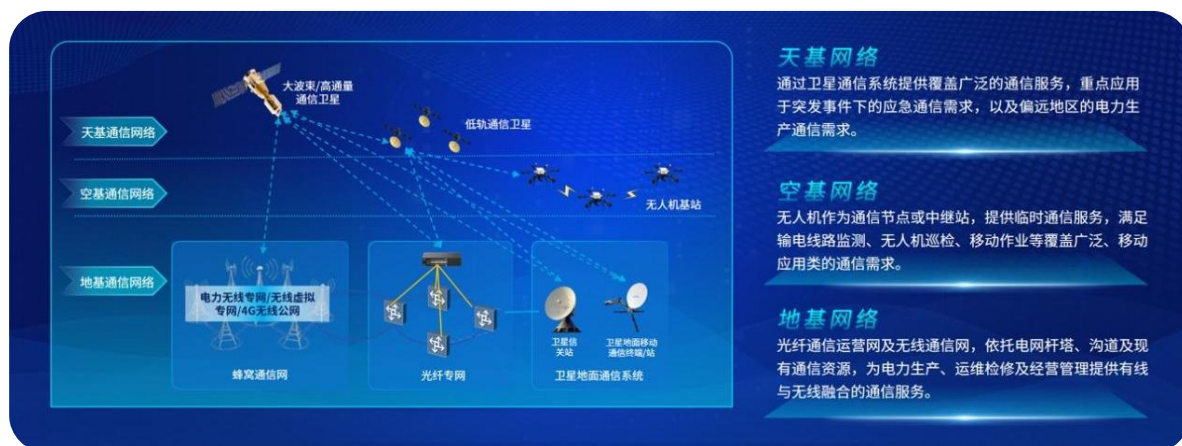 大波束/高通量
通信卫星
低轨通信卫星
天基通信网络
空基通信网络
无人机基站
地基通信网络
电力无线专网/无线虚拟
专网/4G无线公网
蜂窝通信网
光纤专网
卫星信
关站
卫星地面移动
通信终端/站
卫星地面通信系统
天基网络
通过卫星通信系统提供覆盖广泛的通信服务，重点应用
于突发事件下的应急通信需求，以及偏远地区的电力生
产通信需求。
空基网络
无人机作为通信节点或中继站，提供临时通信服务，满足
输电线路监测、无人机巡检、移动作业等覆盖广泛、移动
应用类的通信需求。
地基网络
光纤通信运营网及无线通信网，依托电网杆塔、沟道及现
有通信资源，为电力生产、运维检修及经营管理提供有线
与无线融合的通信服务。